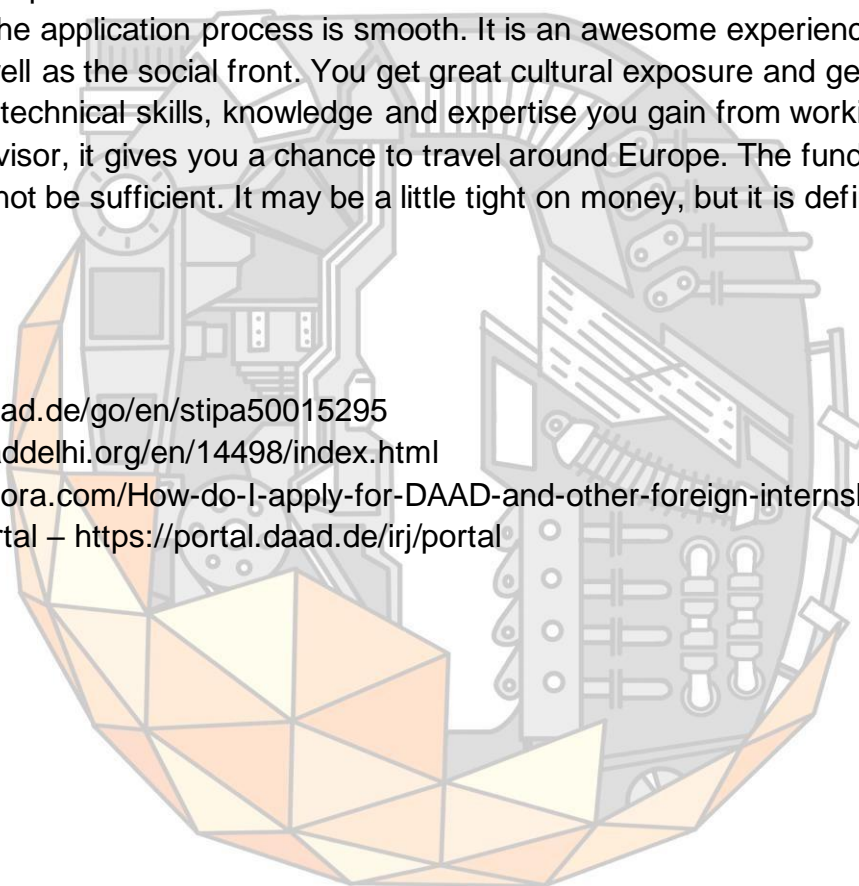 he application process is smooth. It is an awesome experienc
ell as the social front. You get great cultural exposure and ge
technical skills, knowledge and expertise you gain from worki
visor, it gives you a chance to travel around Europe. The fund
not be sufficient. It may be a little tight on money, but it is defi
ad.de/go/en/stipa50015295
addelhi.org/en/14498/index.html
ora.com/How-do-I-apply-for-DAAD-and-other-foreign-internsl
rtal – https://portal.daad.de/irj/portal